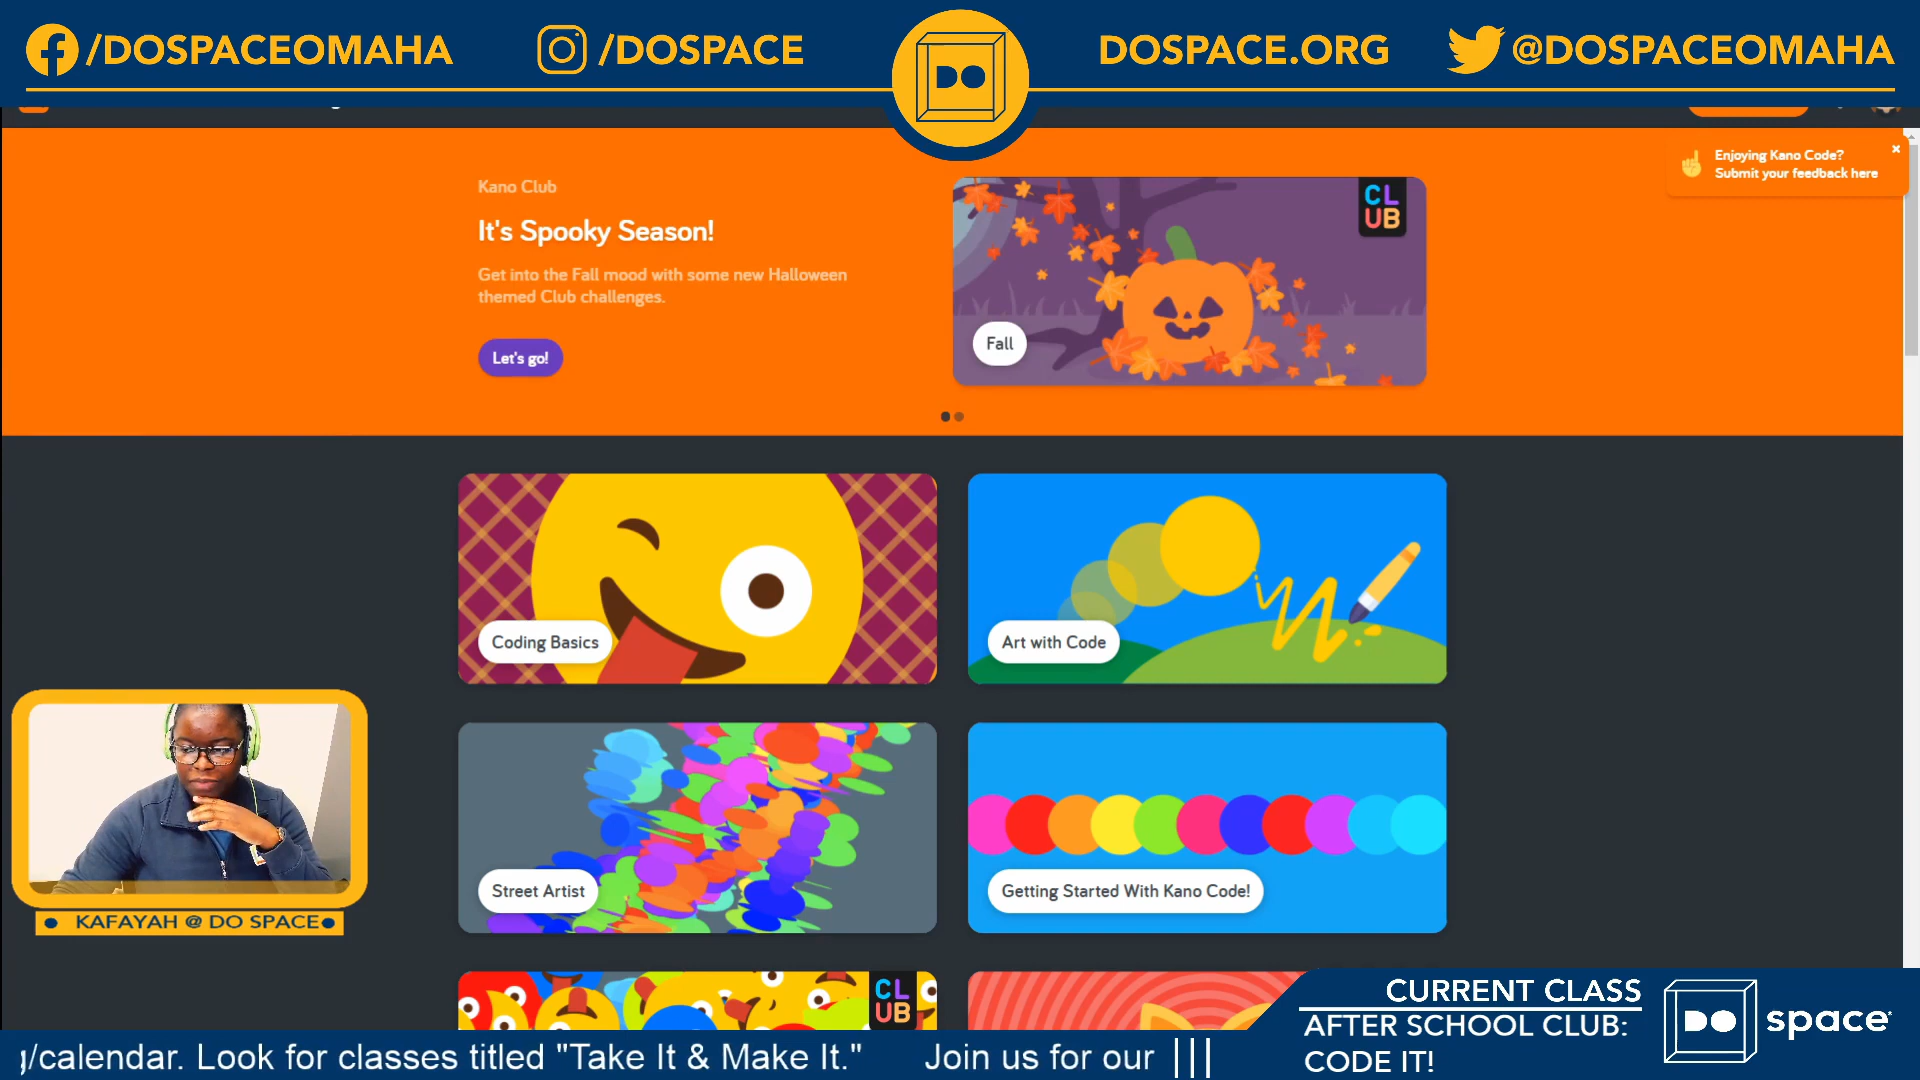 /DOSPACEOMAHA
/DOSPACE
DO
DOSPACE.ORG
@DOSPACEOMAHA
Enjoying Kano Code?
Submit your feedback here
Kano Club
It's Spooky Season!
Get into the Fall mood with some new Halloween
themed Club challenges.
Let's go!
CL
UB
Fall
Coding Basics
Art with Code
Street Artist
Getting Started With Kano Code!
KAFAYAH @ DO SPACE
CL
UB
CURRENT CLASS
AFTER SCHOOL CLUB:
CODE IT!
DO space
g/calendar. Look for classes titled "Take It & Make It." Join us for our |||